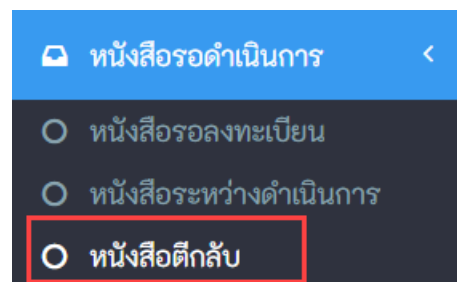 หนังสือรอดำเนินการ
หนังสือรอลงทะเบียน
หนังสือระหว่างดำเนินการ
หนังสือตีกลับ